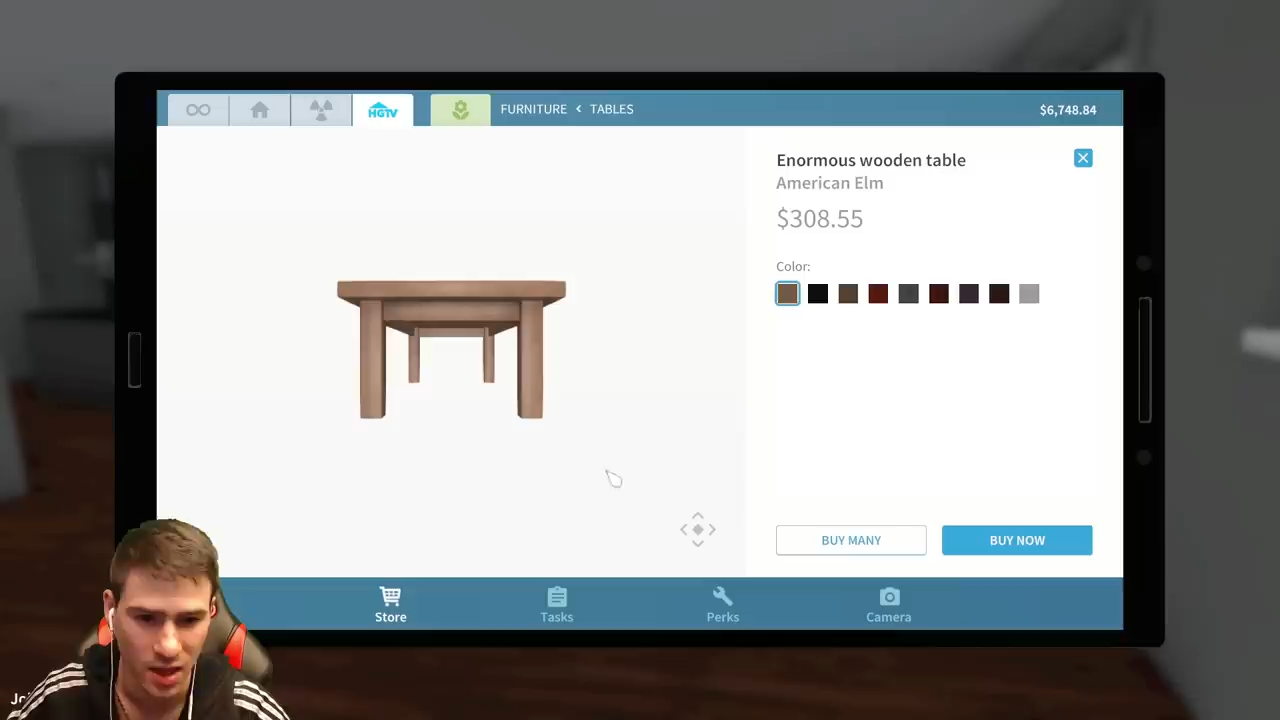 HGTV
FURNITURE < TABLES
$6,748.84
Enormous wooden table
American Elm
$308.55
Color:
BUY MANY
BUY NOW
Store
Tasks
Perks
Camera